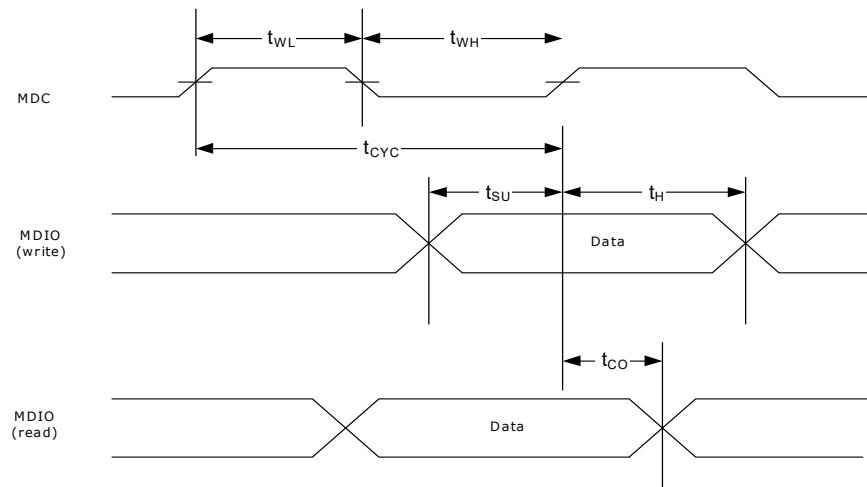 tWL
tWH
MDC
tCYC
tSU
tH
MDIO
(write)
Data
tCO
MDIO
(read)
Data